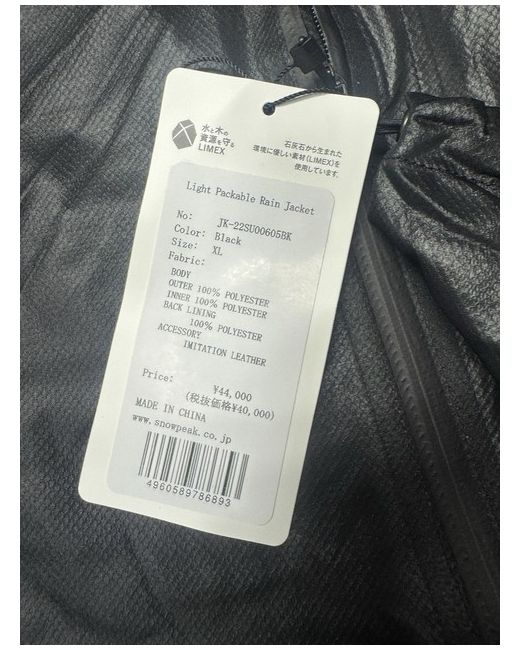 水と木の
資源を守る
LIMEX
石灰石から生まれた
環境に優しい素材(LIMEX)を
使用しています。
Light Packable Rain Jacket
No: JK-22SU00605BK
Color: Black
Size: XL
Fabric:
BODY
OUTER 100% POLYESTER
INNER 100% POLYESTER
BACK LINING
100% POLYESTER
ACCESSORY
IMITATION LEATHER
Price: ¥44,000
(税抜価格¥40,000)
MADE IN CHINA
www.snowpeak.co.jp
4960589786893